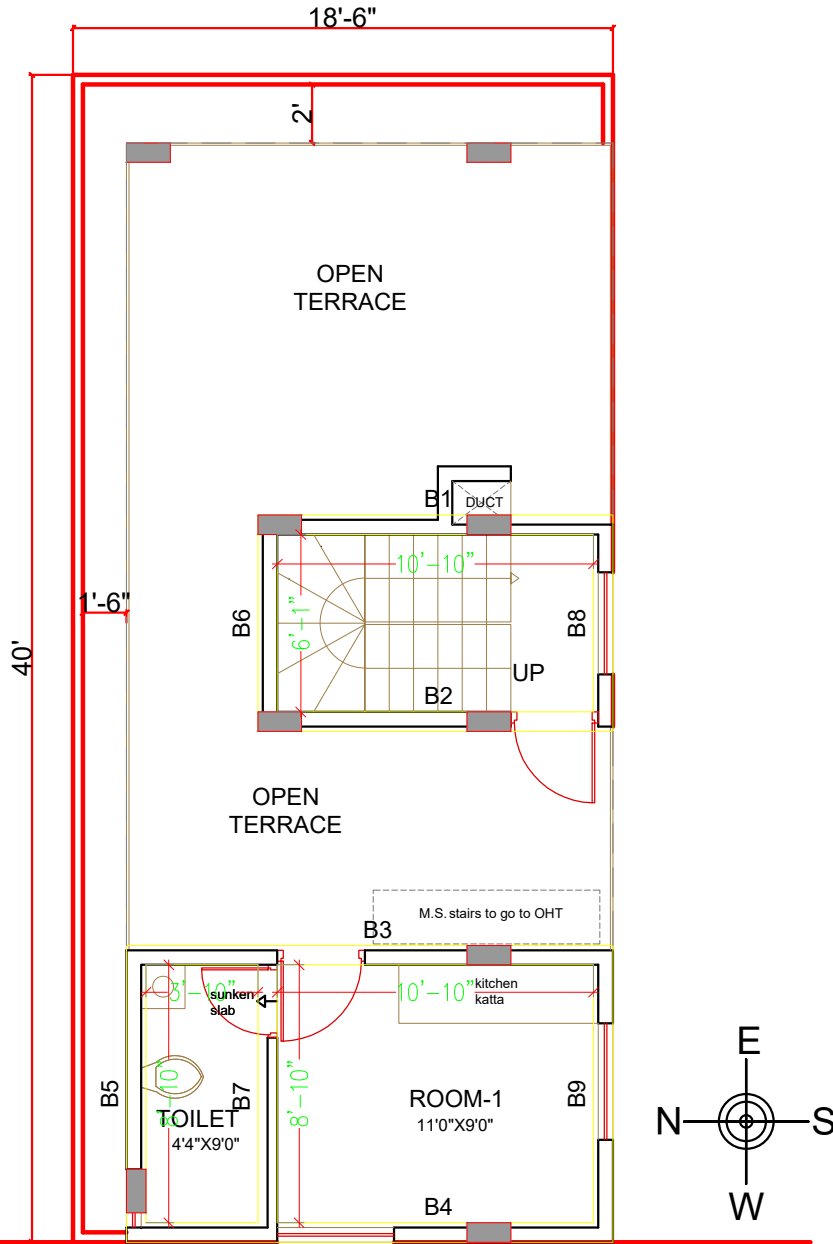 18'-6"
2'
OPEN
TERRACE
B1
DUCT
10'-10"
1'-6"
B6
6'-1"
B8
40'
UP
B2
OPEN
TERRACE
M.S. stairs to go to OHT
B3
3'-10"
sunken
slab
10'-10"
kitchen
katta
E
B5
8'-10"
B7
8'-10"
ROOM-1
11'0"X9'0"
B9
TOILET
4'4"X9'0"
N
S
B4
W